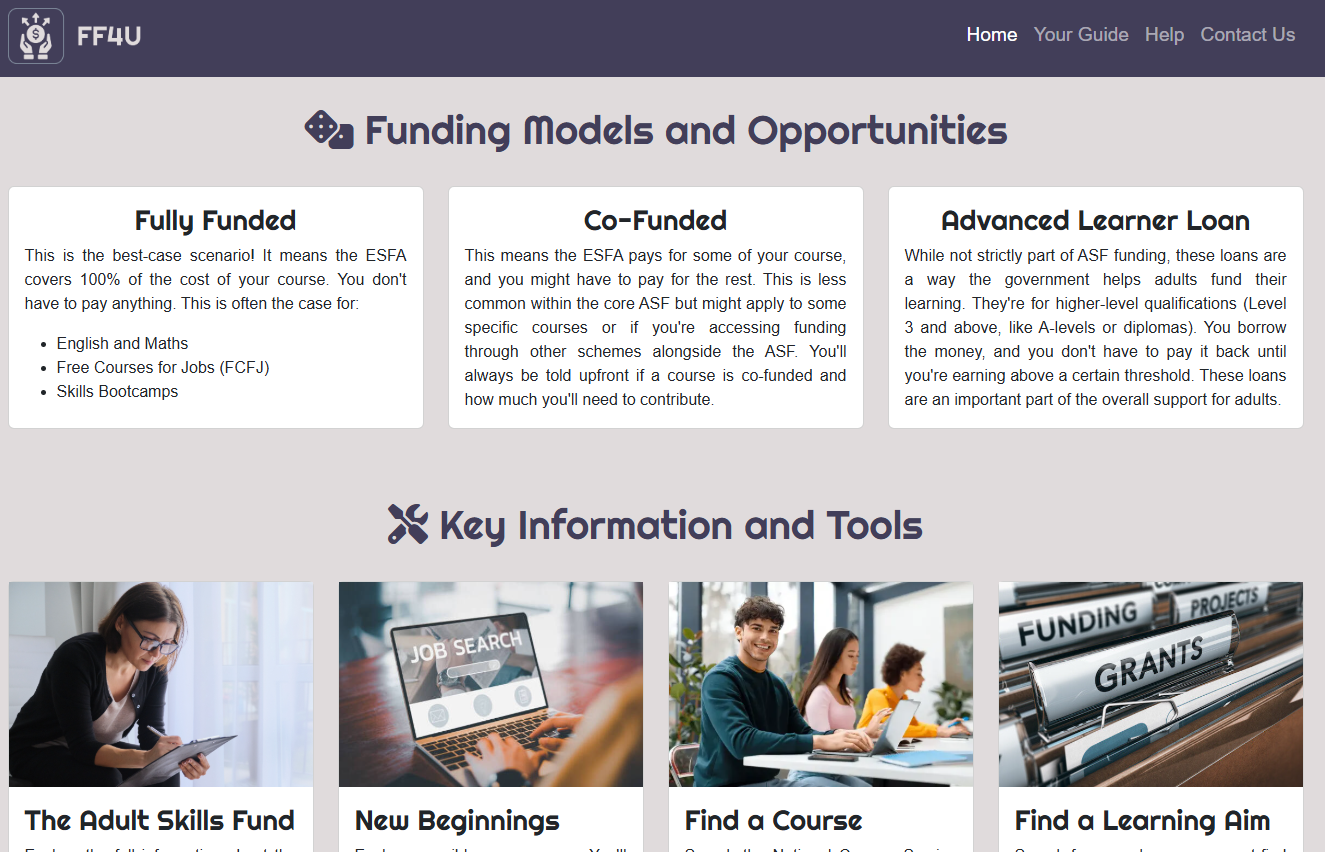 FF4U
Home Your Guide Help Contact Us
Funding Models and Opportunities
Fully Funded
This is the best-case scenario! It means the ESFA
covers 100% of the cost of your course. You don't
have to pay anything. This is often the case for:
English and Maths
Free Courses for Jobs (FCFJ)
Skills Bootcamps
Co-Funded
This means the ESFA pays for some of your course,
and you might have to pay for the rest. This is less
common within the core ASF but might apply to some
specific courses or if you're accessing funding
through other schemes alongside the ASF. You'll
always be told upfront if a course is co-funded and
how much you'll need to contribute.
Advanced Learner Loan
While not strictly part of ASF funding, these loans are
a way the government helps adults fund their
learning. They're for higher-level qualifications (Level
3 and above, like A-levels or diplomas). You borrow
the money, and you don't have to pay it back until
you're earning above a certain threshold. These loans
are an important part of the overall support for adults.
Key Information and Tools
JOB SEARCH
FUNDING
PROJECTS
GRANTS
The Adult Skills Fund
New Beginnings
Find a Course
Find a Learning Aim